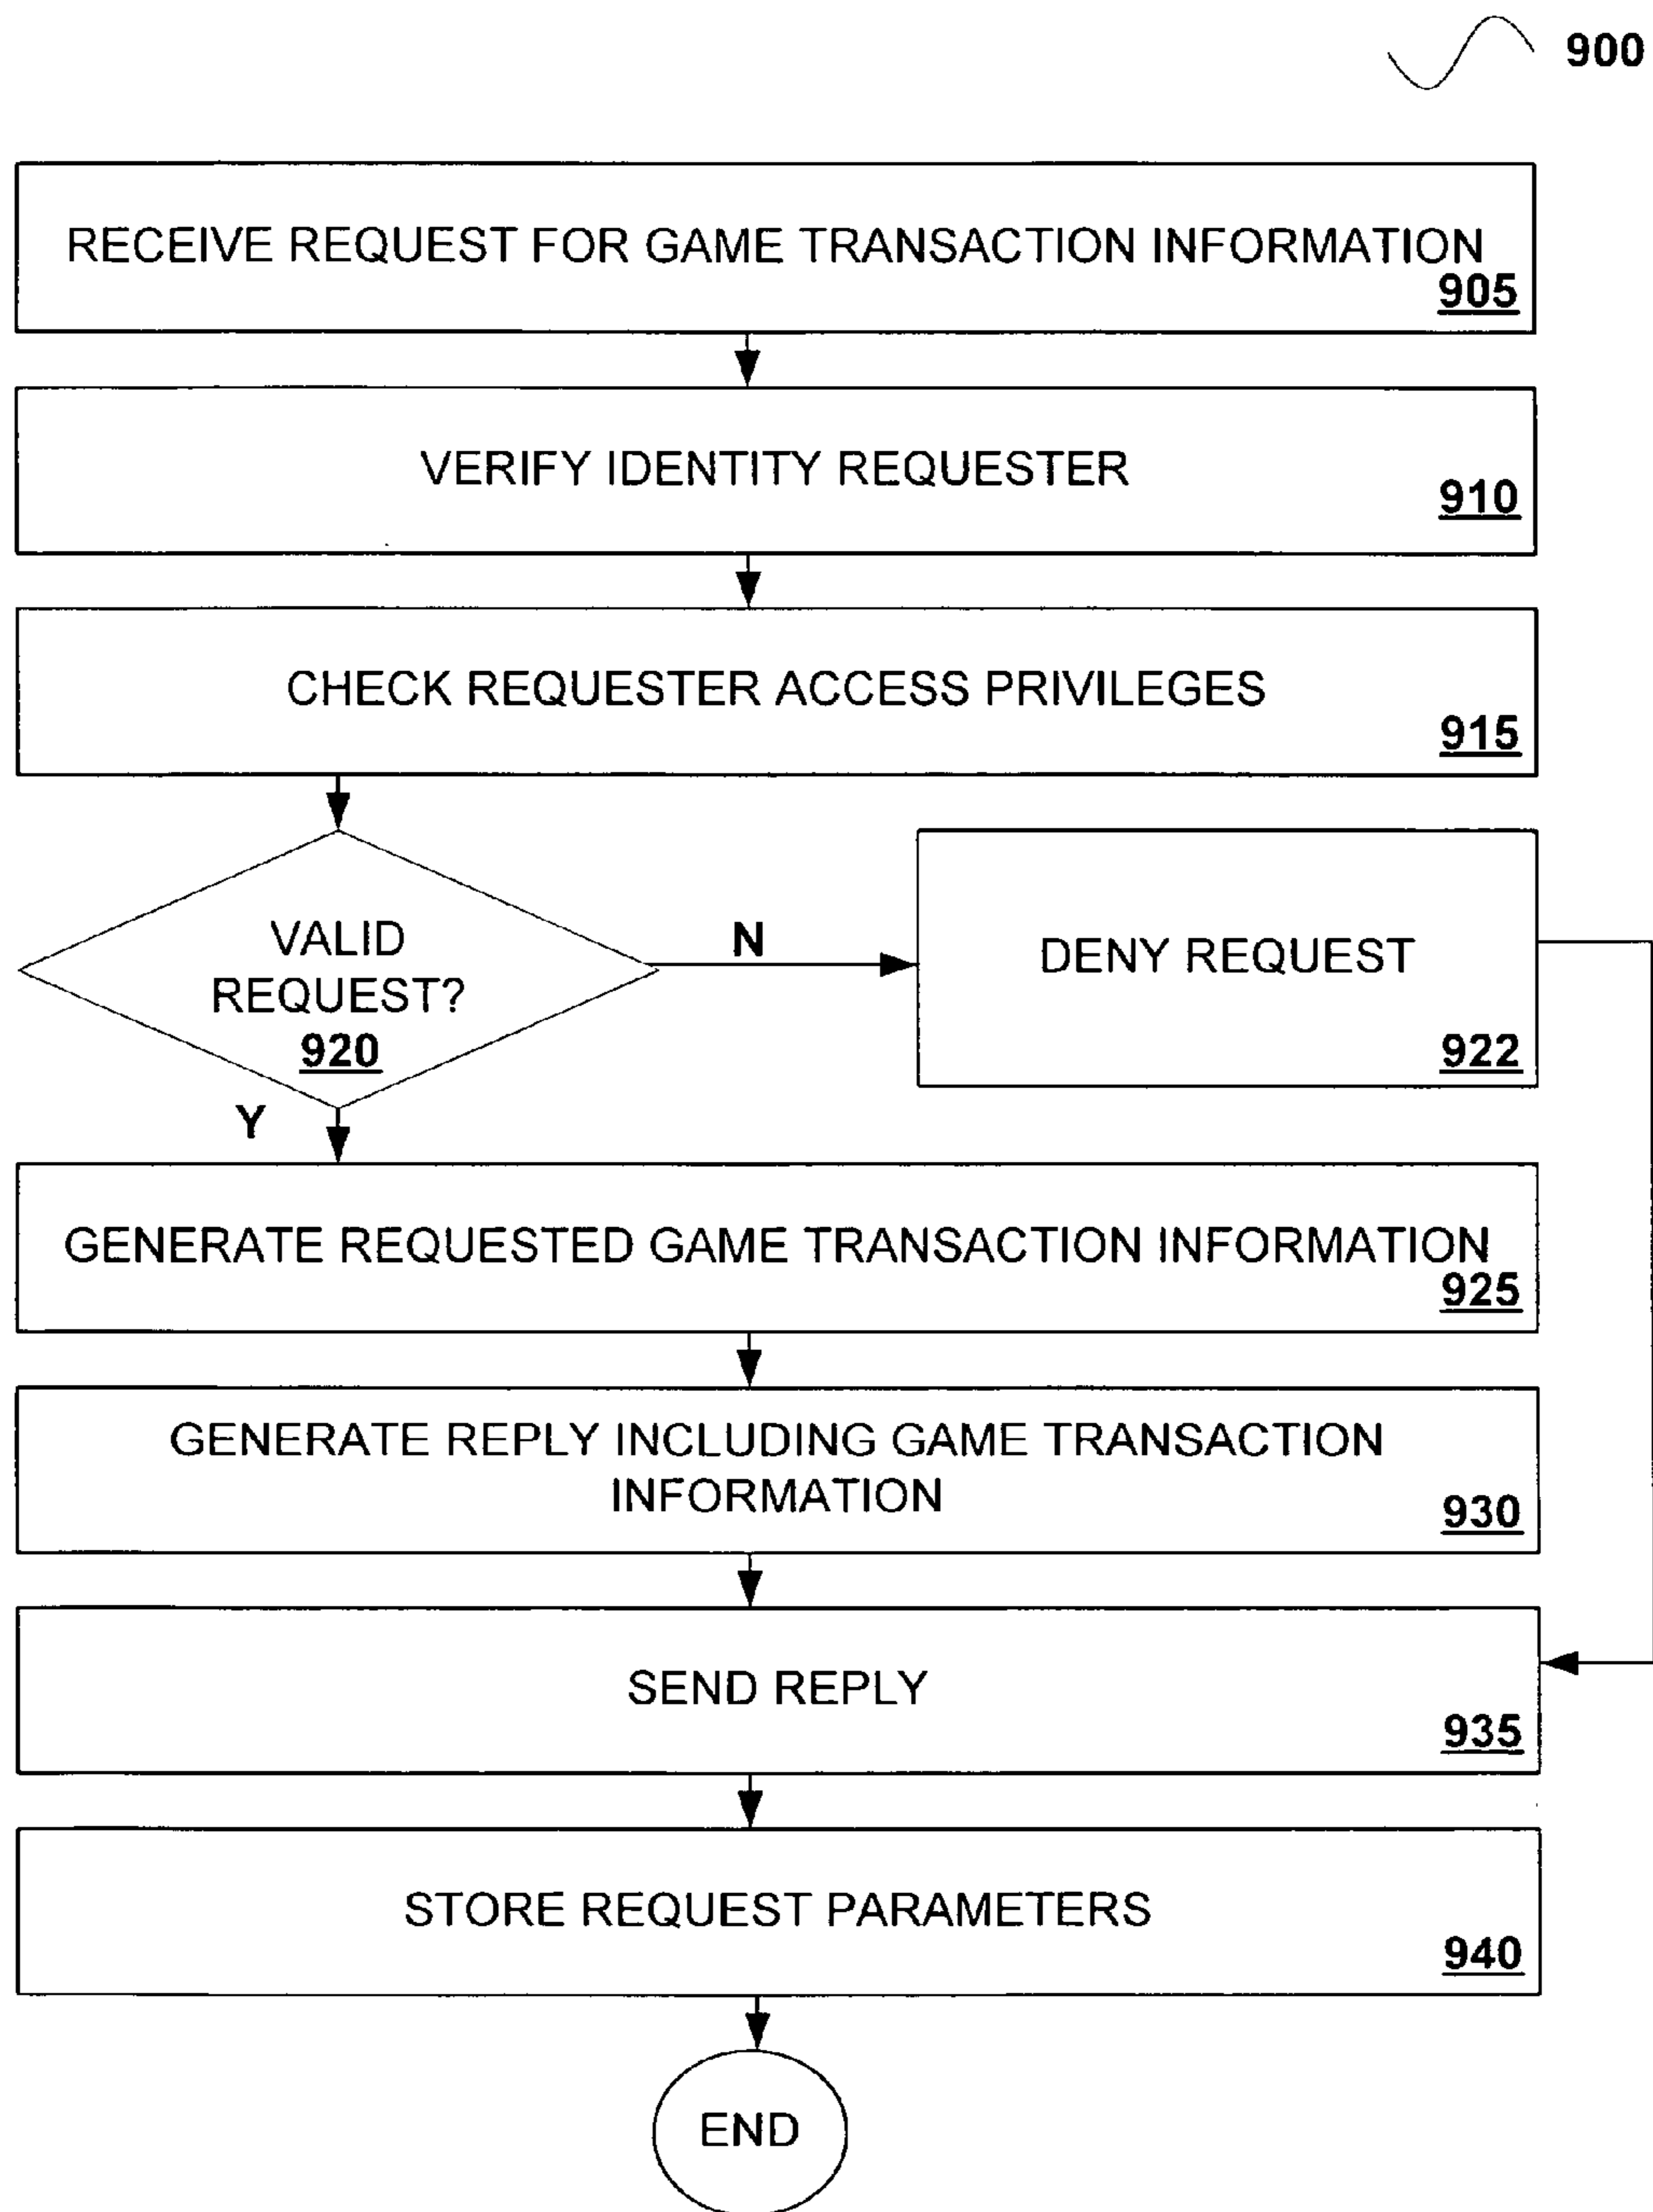 900
RECEIVE REQUEST FOR GAME TRANSACTION INFORMATION
905
VERIFY IDENTITY REQUESTER
910
CHECK REQUESTER ACCESS PRIVILEGES
915
VALID
REQUEST?
920
N
DENY REQUEST
922
Y
GENERATE REQUESTED GAME TRANSACTION INFORMATION
925
GENERATE REPLY INCLUDING GAME TRANSACTION
INFORMATION
930
SEND REPLY
935
STORE REQUEST PARAMETERS
940
END